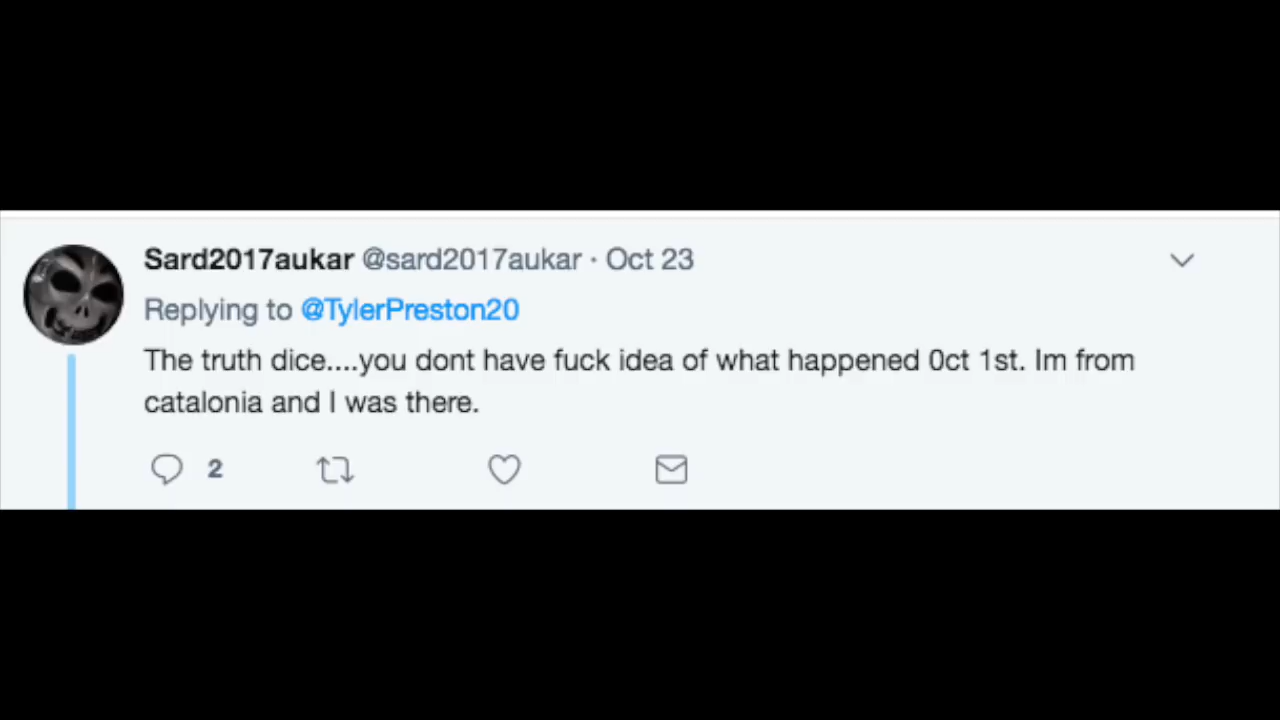 Sard2017aukar @sard2017aukar · Oct 23
Replying to @TylerPreston20
The truth dice....you dont have fuck idea of what happened 0ct 1st. Im from
catalonia and I was there.
2